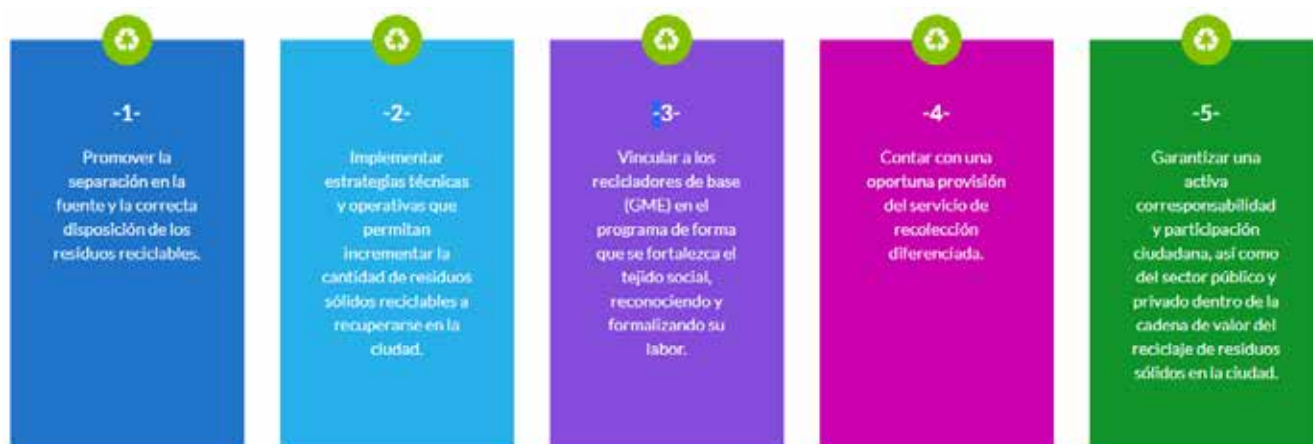 -1-
Promover la
separación en la
fuente y la correcta
disposición de los
residuos reciclables.
-2-
Implementar
estrategias técnicas
y operativas que
permitan
incrementar la
cantidad de residuos
sólidos reciclables a
recuperarse en la
ciudad.
-3-
Vincular a los
recicladores de base
(GME) en el
programa de forma
que se fortalezca el
tejido social,
reconociendo y
formalizando su
labor.
-4-
Contar con una
oportuna provisión
del servicio de
recolección
diferenciada.
-5-
Garantizar una
activa
corresponsabilidad
y participación
ciudadana, así como
del sector público y
privado dentro de la
cadena de valor del
reciclaje de residuos
sólidos en la ciudad.